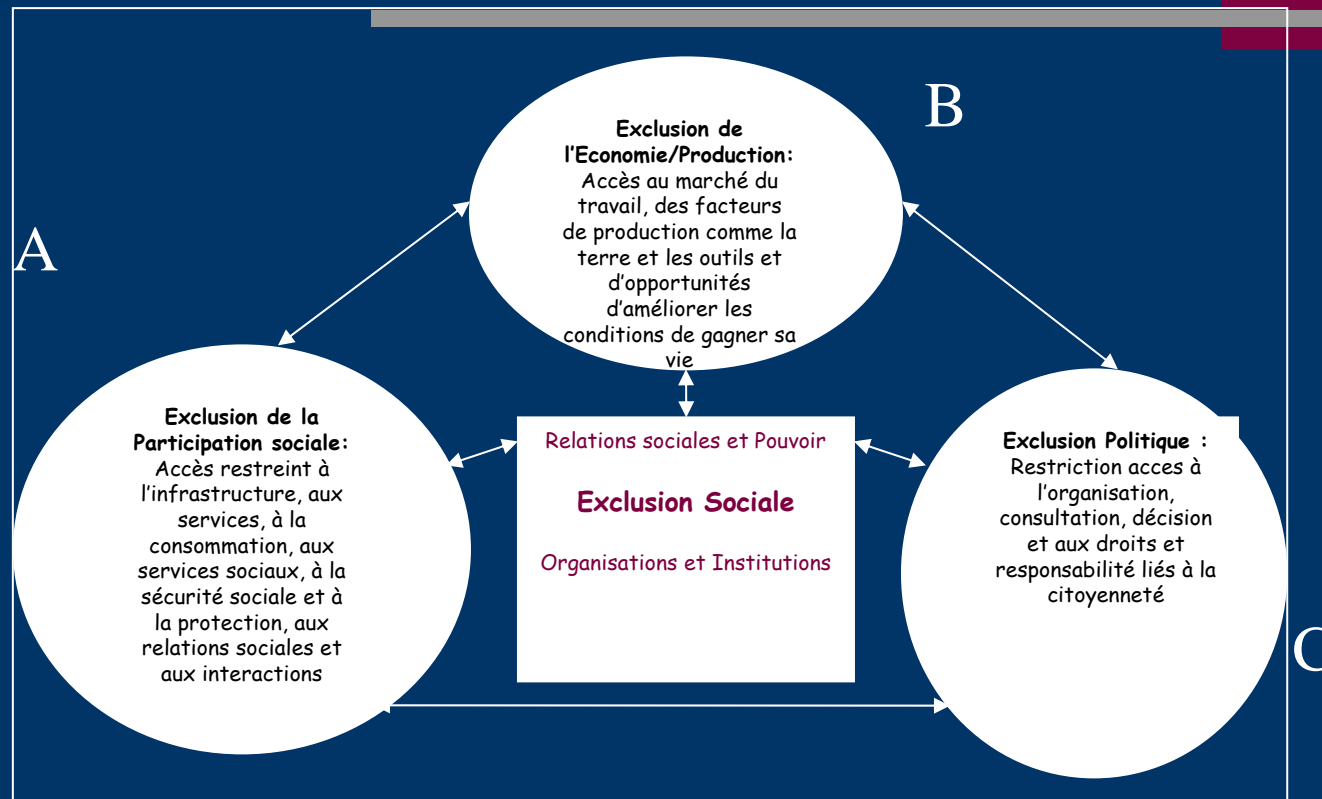 B
Exclusion de
l'Economie/Production:
Accès au marché du
travail, des facteurs
de production comme la
terre et les outils et
d'opportunités
d'améliorer les
conditions de gagner sa
vie
A
Exclusion de la
Participation sociale:
Accès restreint à
l'infrastructure, aux
services, à la
consommation, aux
services sociaux, à la
sécurité sociale et à
la protection, aux
relations sociales et
aux interactions
Relations sociales et Pouvoir
Exclusion Sociale
Organisations et Institutions
Exclusion Politique :
Restriction acces à
l'organisation,
consultation, décision
et aux droits et
responsabilité liés à la
citoyenneté
C